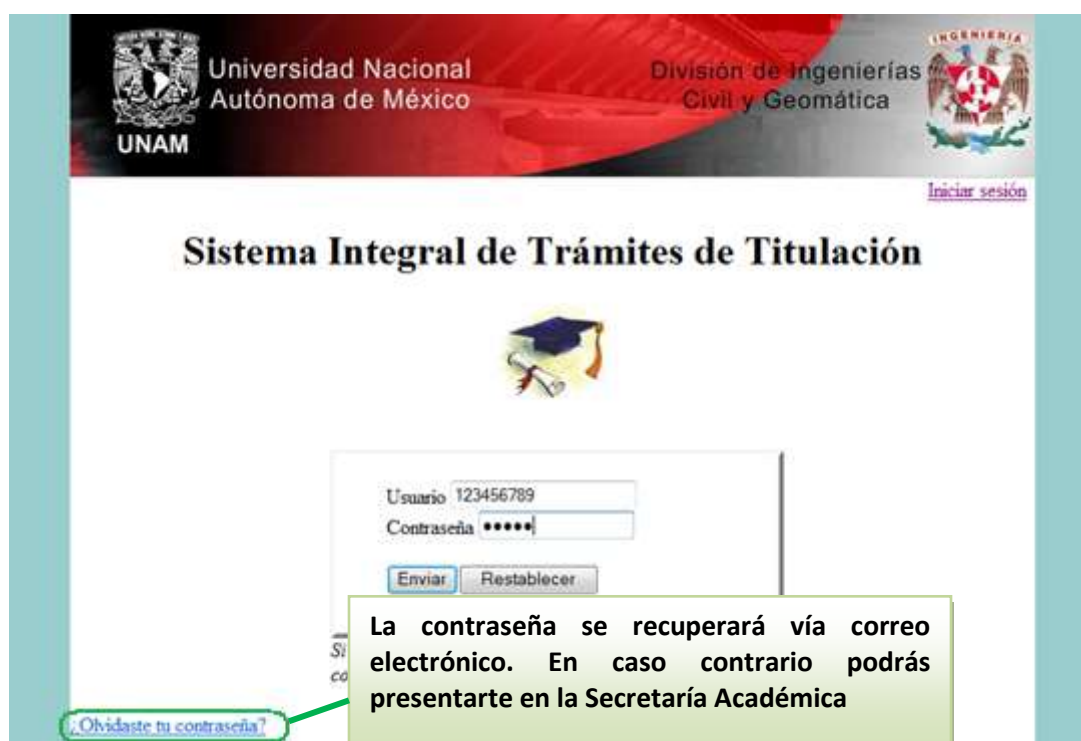 Universidad Nacional
Autónoma de México
UNAM
División de Ingenierías
Civil y Geomática
INGENIERIA
Iniciar sesión
Sistema Integral de Trámites de Titulación
Usuario 123456789
Contraseña •••••
Enviar Restablecer
La contraseña se recuperará vía correo
electrónico. En caso contrario podrás
presentarte en la Secretaría Académica
¿Olvidaste tu contraseña?